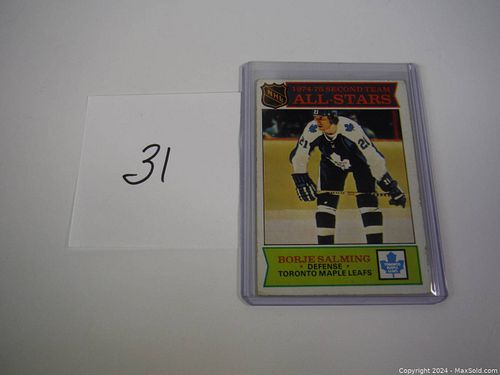 31
NHL
1974-75 SECOND TEAM
ALL-STARS
21 21
BORJE SALMING
• DEFENSE •
TORONTO MAPLE LEAFS
Copyright © 2024 - MaxSold.com